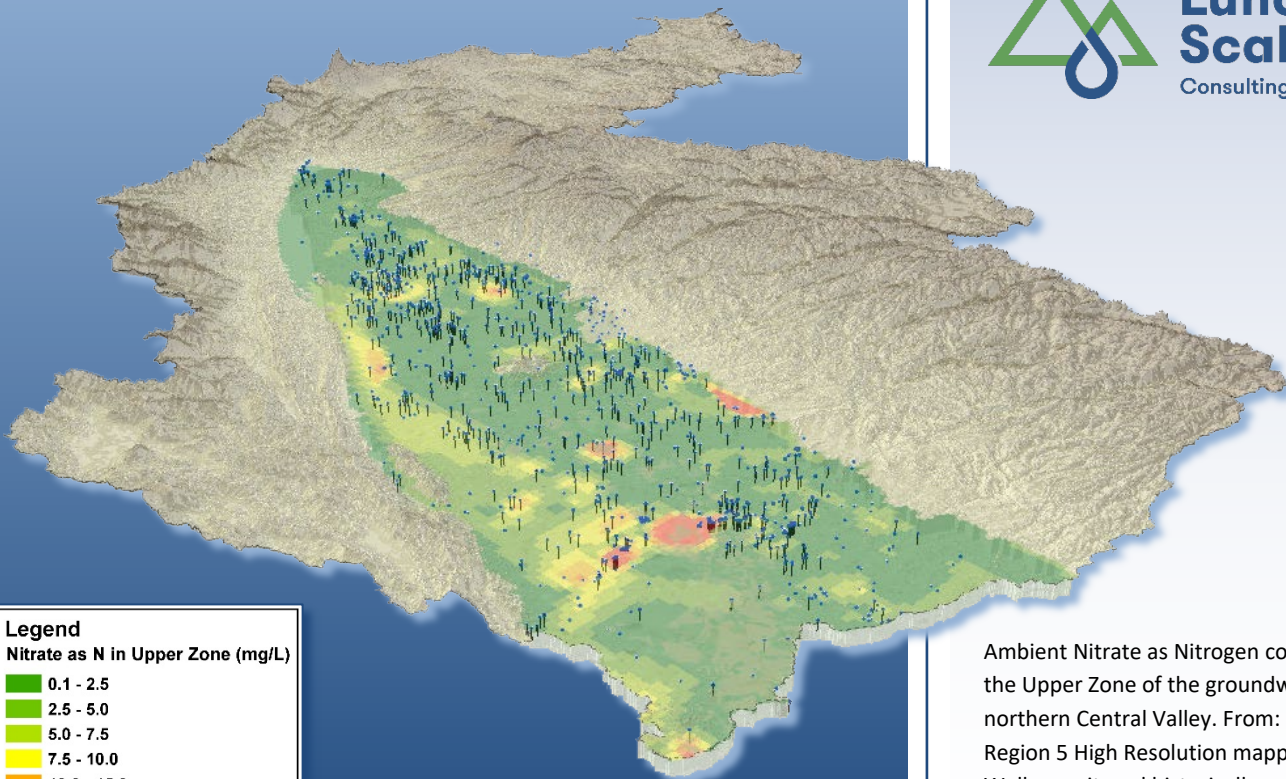 Scal
Consulting
Legend
Nitrate as N in Upper Zone (mg/L)
0.1 - 2.5
2.5 - 5.0
5.0 - 7.5
7.5 - 10.0
Ambient Nitrate as Nitrogen co
the Upper Zone of the groundw
northern Central Valley. From:
Region 5 High Resolution mapp